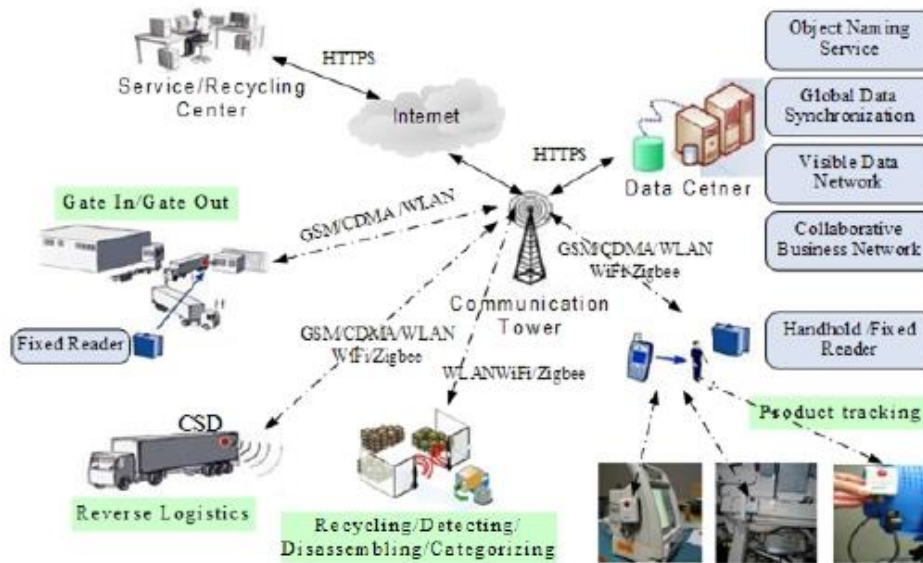 Object Naming
Service
HTTPS
Service/Recycling
Center
Internet
Global Data
Synchronization
HTTPS
Data Cetner
Visible Data
Network
Gate In/Gate Out
GSM/CDMA/WLAN
Collaborative
Business Network
GSM/QDMA/WLAN
WiFi/Zigbee
Communication
Tower
Fixed Reader
GSM/CDMA/WLAN
WiFi/Zigbee
Handhold /Fixed
Reader
WLANWiFi/Zigbee
CSD
Product tracking
Reverse Logistics
Recycling/Detecting/
Disassembling/Categorizing